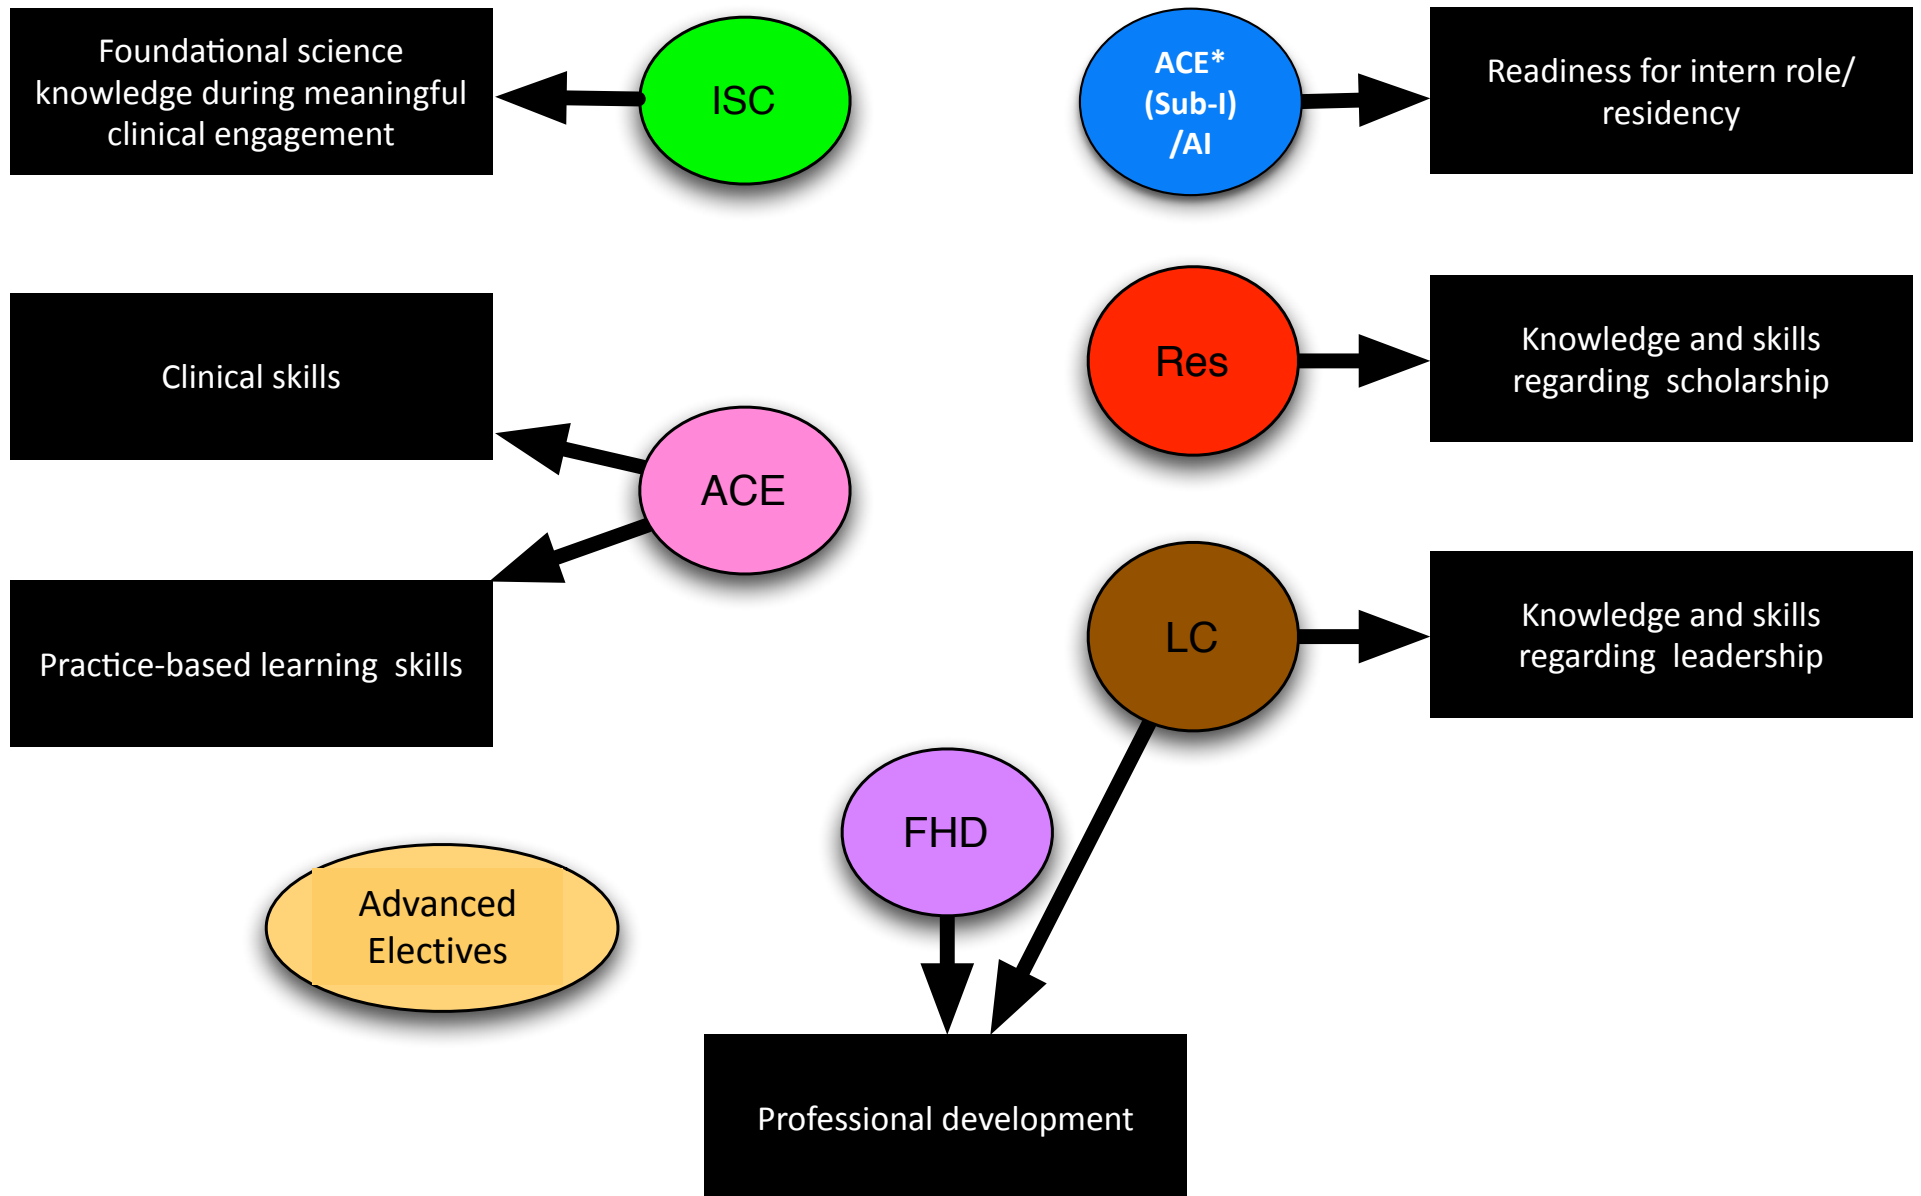 Foundational science
knowledge during meaningful
clinical engagement
ISC
ACE*
(Sub-I)
/AI
Readiness for intern role/
residency
Clinical skills
ACE
Practice-based learning  skills
Res
Knowledge and skills
regarding  scholarship
LC
Knowledge and skills
regarding  leadership
FHD
Advanced
Electives
Professional development